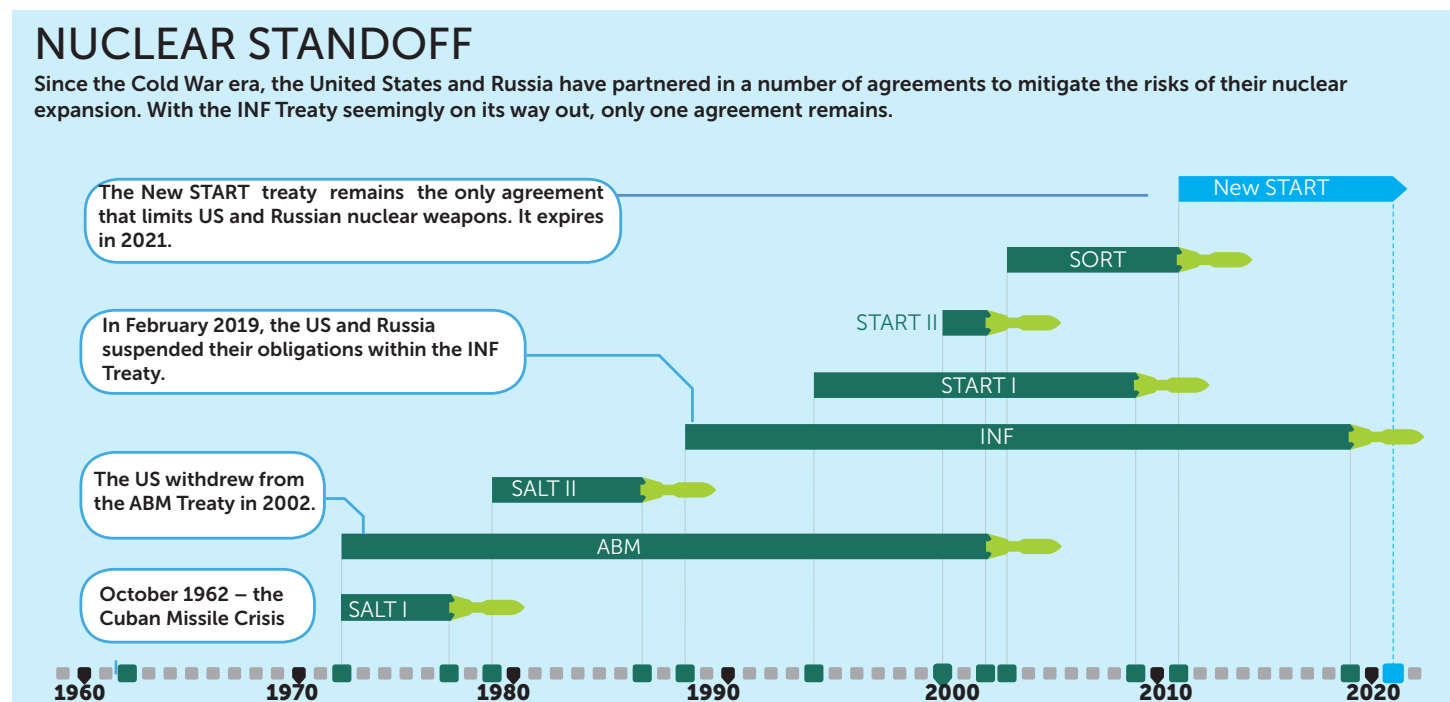 NUCLEAR STANDOFF
Since the Cold War era, the United States and Russia have partnered in a number of agreements to mitigate the risks of their nuclear
expansion. With the INF Treaty seemingly on its way out, only one agreement remains.
The New START treaty remains the only agreement
that limits US and Russian nuclear weapons. It expires
in 2021.
New START
SORT
In February 2019, the US and Russia
suspended their obligations within the INF
Treaty.
START II
START I
INF
The US withdrew from
the ABM Treaty in 2002.
SALT II
ABM
October 1962 – the
Cuban Missile Crisis
SALT I
1960 1970 1980 1990 2000 2010 2020